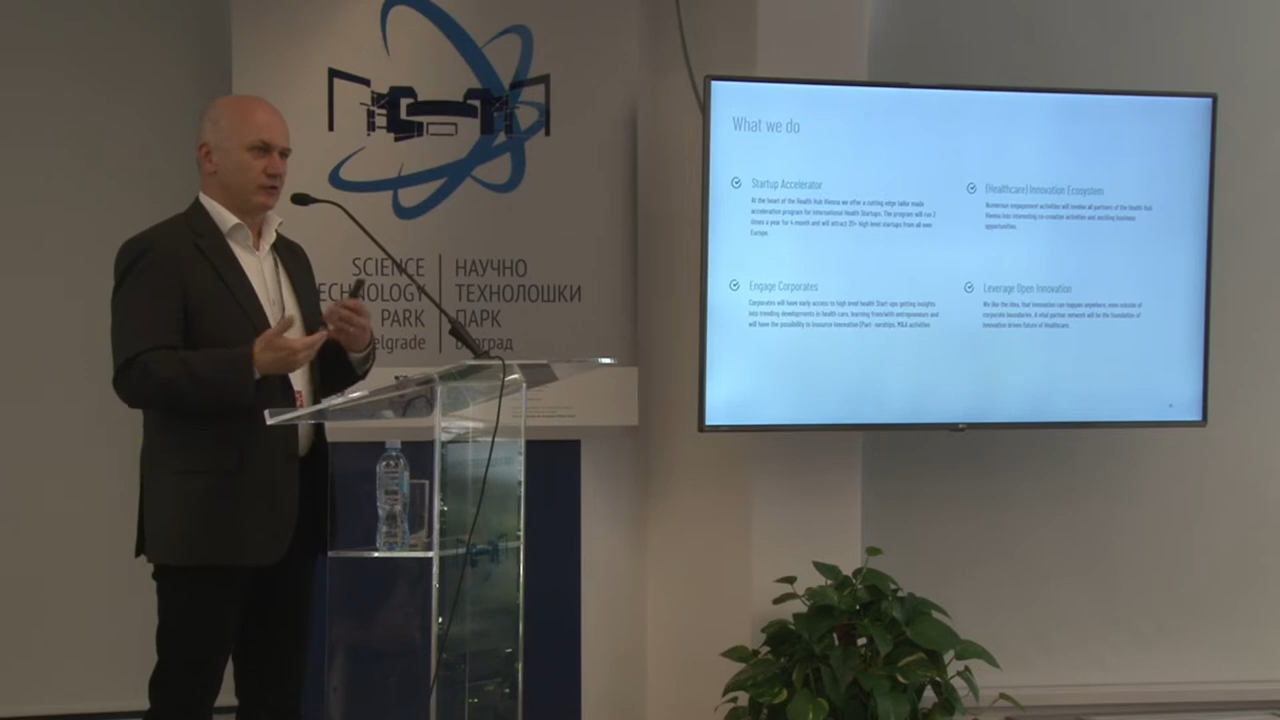 SCIENCE
TECHNOLOGY
PARK
elgrade
НАУЧНО
ТЕХНОЛОШКИ
ПАРК
Београд
What we do
Startup Accelerator
At the heart of the Health Hub Vienna we offer a cutting edge tailor made
acceleration program for international Health Startups. The program will run 2
times a year for 4 month and will attract 20+ high level startups from all over
Europe.
(Healthcare) Innovation Ecosystem
Numerous engagement activities will involve all partners of the Health Hub
Vienna into interesting co-creation activities and exciting business
opportunities.
Engage Corporates
Corporates will have early access to high level health Start-ups getting insights
into trending developments in health care, learning from/with entrepreneurs and
will have the possibility to insource innovation (Part- nerships, M&A activities
Leverage Open Innovation
We like the idea, that innovation can happen anywhere, even outside of
corporate boundaries. A vital partner network will be the foundation of
innovation driven future of Healthcare.